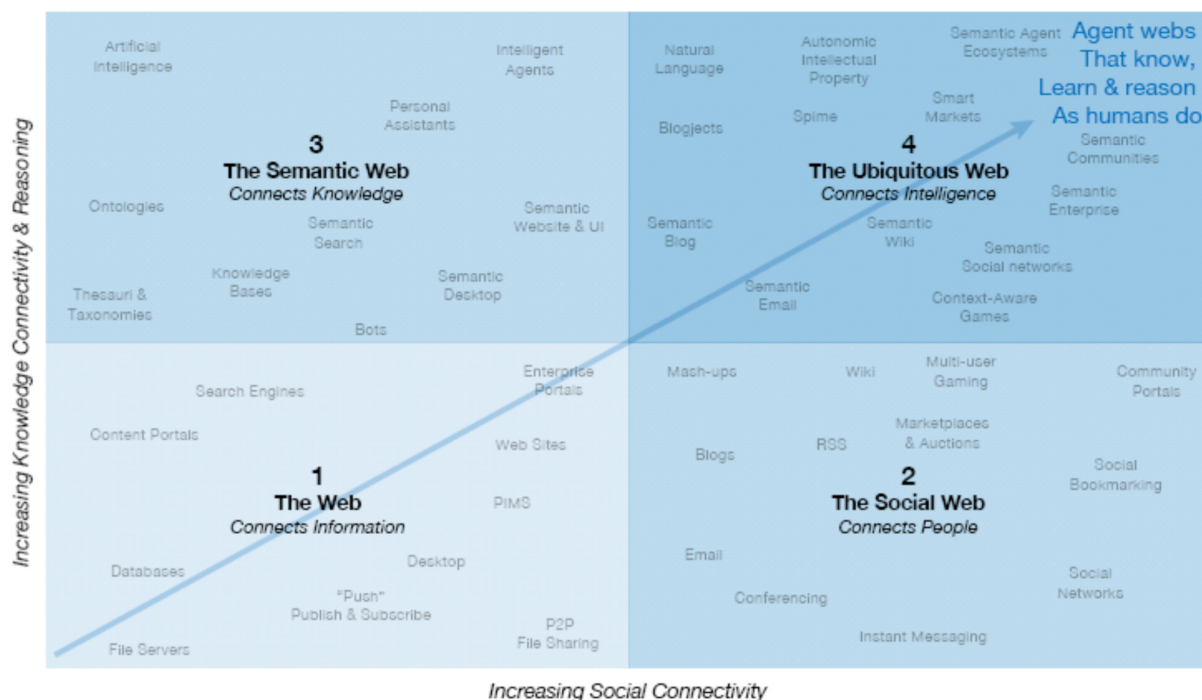 Increasing Knowledge Connectivity & Reasoning
Artificial
Intelligence
Intelligent
Agents
Personal
Assistants
3
The Semantic Web
Connects Knowledge
Ontologies
Semantic
Search
Semantic
Website & UI
Knowledge
Bases
Semantic
Desktop
Thesauri &
Taxonomies
Bots
Natural
Language
Autonomic
Intellectual
Property
Semantic Agent
Ecosystems
Agent webs
That know,
Learn & reason
As humans do
Blogjects
Spime
Smart
Markets
4
The Ubiquitous Web
Connects Intelligence
Semantic
Communities
Semantic
Enterprise
Semantic
Blog
Semantic
Wiki
Semantic
Social networks
Semantic
Email
Context-Aware
Games
Search Engines
Enterprise
Portals
Content Portals
Web Sites
1
The Web
Connects Information
PIMS
Databases
Desktop
"Push"
Publish & Subscribe
File Servers
P2P
File Sharing
Mash-ups
Wiki
Multi-user
Gaming
Community
Portals
Blogs
RSS
Marketplaces
& Auctions
Social
Bookmarking
2
The Social Web
Connects People
Email
Conferencing
Social
Networks
Instant Messaging
Increasing Social Connectivity